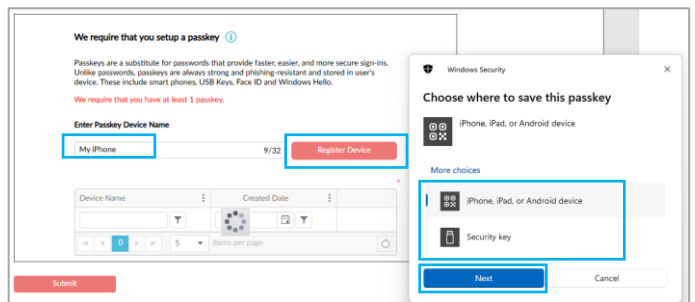 We require that you setup a passkey
Passkeys are a substitute for passwords that provide faster, easier, and more secure sign-ins.
Unlike passwords, passkeys are always strong and phishing-resistant and stored in user's
device. These include smart phones, USB Keys, Face ID and Windows Hello.
We require that you have at least 1 passkey.
Enter Passkey Device Name
My iPhone
9/32
Register Device
*
Device Name
Created Date
0
5
items per page
Submit
Windows Security
Choose where to save this passkey
iPhone, iPad, or Android device
More choices
iPhone, iPad, or Android device
Security key
Next
Cancel